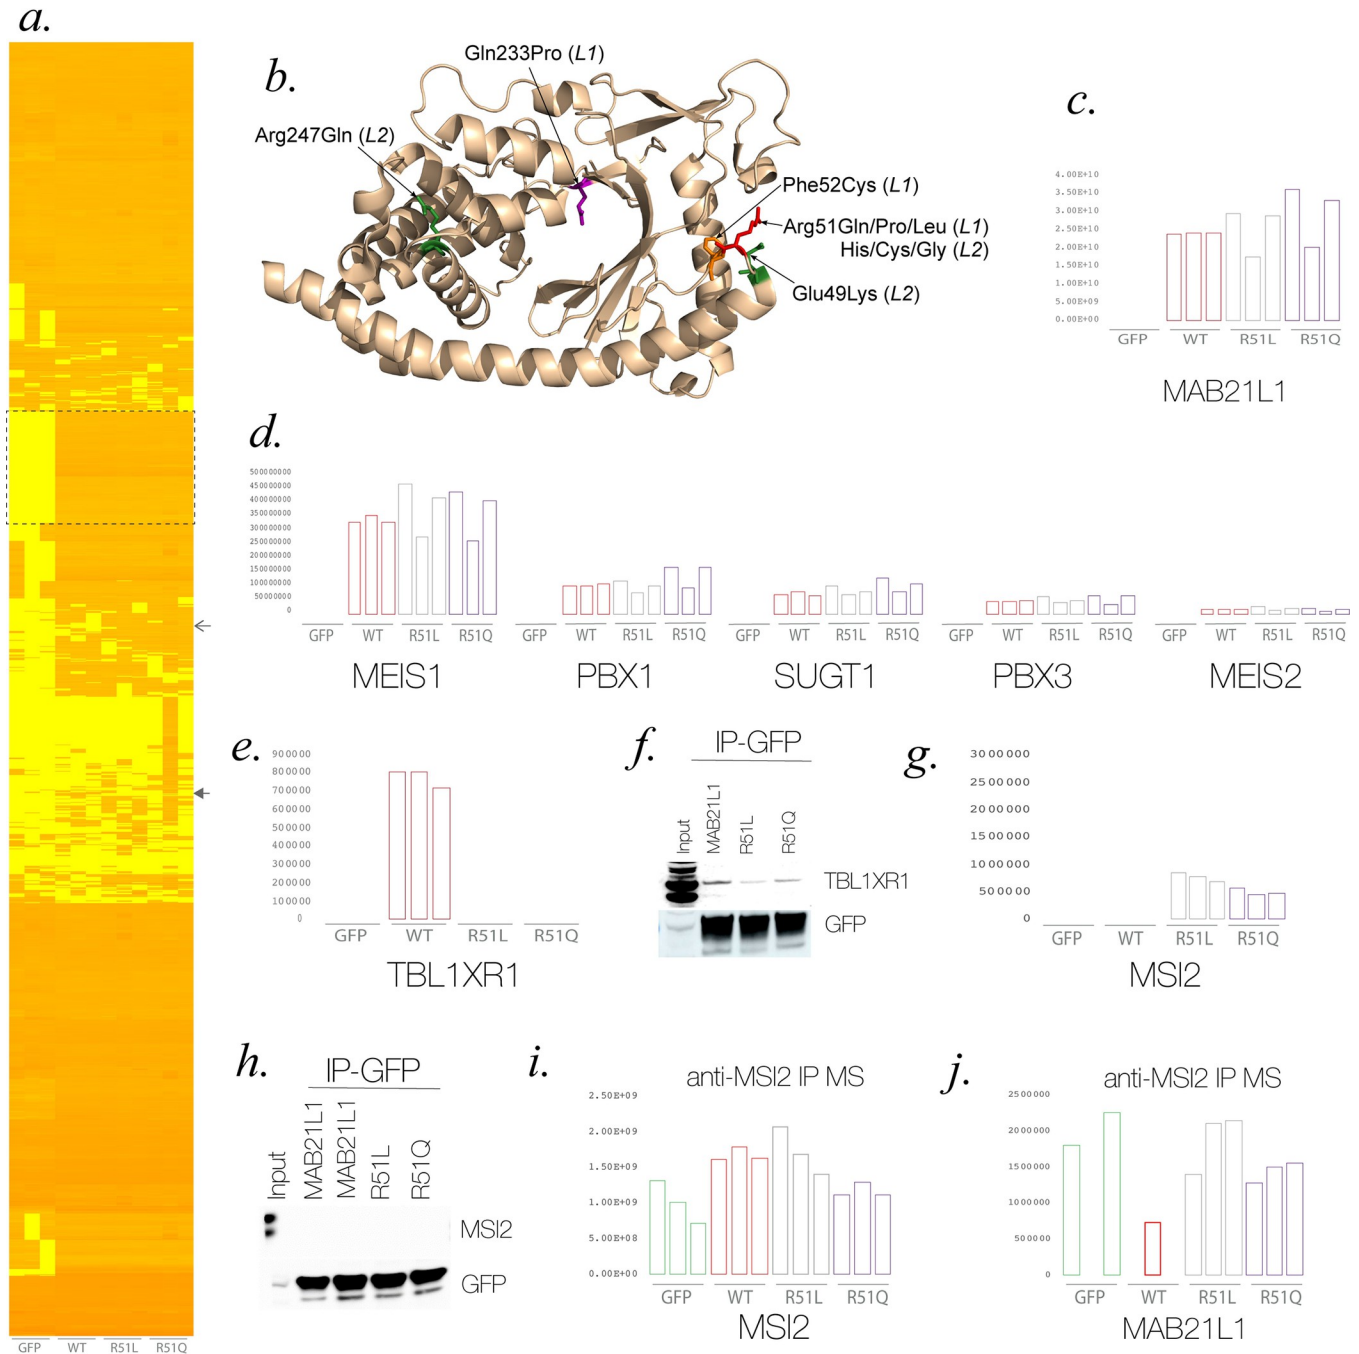 a.
GFP WT R51L R51Q
b.
Gln233Pro (L1)
Arg247Gln (L2)
Phe52Cys (L1)
Arg51Gln/Pro/Leu (L1)
His/Cys/Gly (L2)
Glu49Lys (L2)
c.
4.00E+10
3.50E+10
3.00E+10
2.50E+10
2.00E+10
1.50E+10
1.00E+10
5.00E+09
0.00E+00
GFP WT R51L R51Q
MAB21L1
d.
500000000
450000000
400000000
350000000
300000000
250000000
200000000
150000000
100000000
50000000
0
GFP WT R51L R51Q
MEIS1
GFP WT R51L R51Q
PBX1
GFP WT R51L R51Q
SUGT1
GFP WT R51L R51Q
PBX3
GFP WT R51L R51Q
MEIS2
e.
900000
800000
700000
600000
500000
400000
300000
200000
100000
0
GFP WT R51L R51Q
TBL1XR1
f.
IP-GFP
Input MAB21L1 R51L R51Q
TBL1XR1
GFP
g.
3000000
2500000
2000000
1500000
1000000
500000
0
GFP WT R51L R51Q
MSI2
h.
IP-GFP
Input MAB21L1 MAB21L1 R51L R51Q
MSI2
GFP
i.
anti-MSI2 IP MS
2.50E+09
2.00E+09
1.50E+09
1.00E+09
5.00E+08
0.00E+00
GFP WT R51L R51Q
MSI2
j.
anti-MSI2 IP MS
2500000
2000000
1500000
1000000
500000
0
GFP WT R51L R51Q
MAB21L1